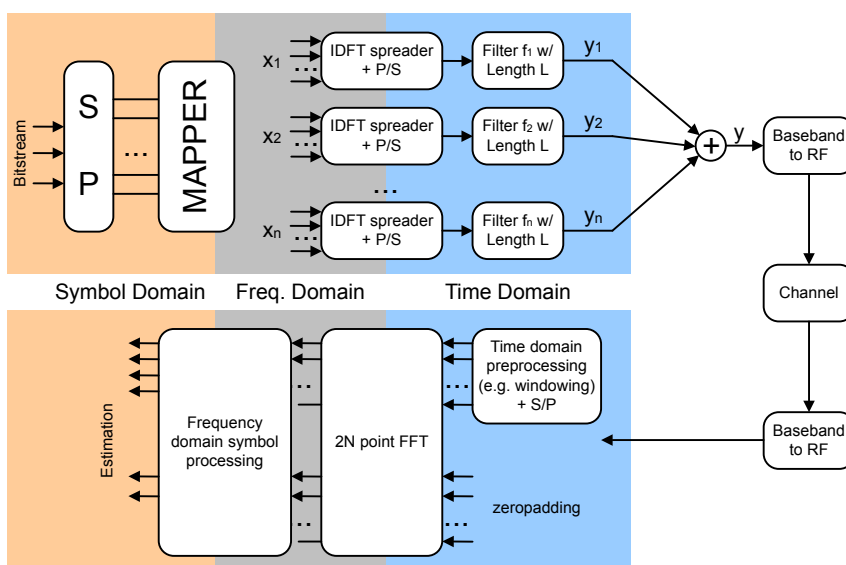 Bitstream
S
P
...
MAPPER
x1
...
IDFT spreader
+ P/S
Filter f1 w/
Length L
y1
x2
...
IDFT spreader
+ P/S
Filter f2 w/
Length L
y2
...
xn
...
IDFT spreader
+ P/S
Filter fn w/
Length L
yn
+
y
Baseband
to RF
Channel
Baseband
to RF
Symbol Domain
Freq. Domain
Time Domain
Estimation
Frequency
domain symbol
processing
...
...
2N point FFT
...
...
Time domain
preprocessing
(e.g. windowing)
+ S/P
zeropadding